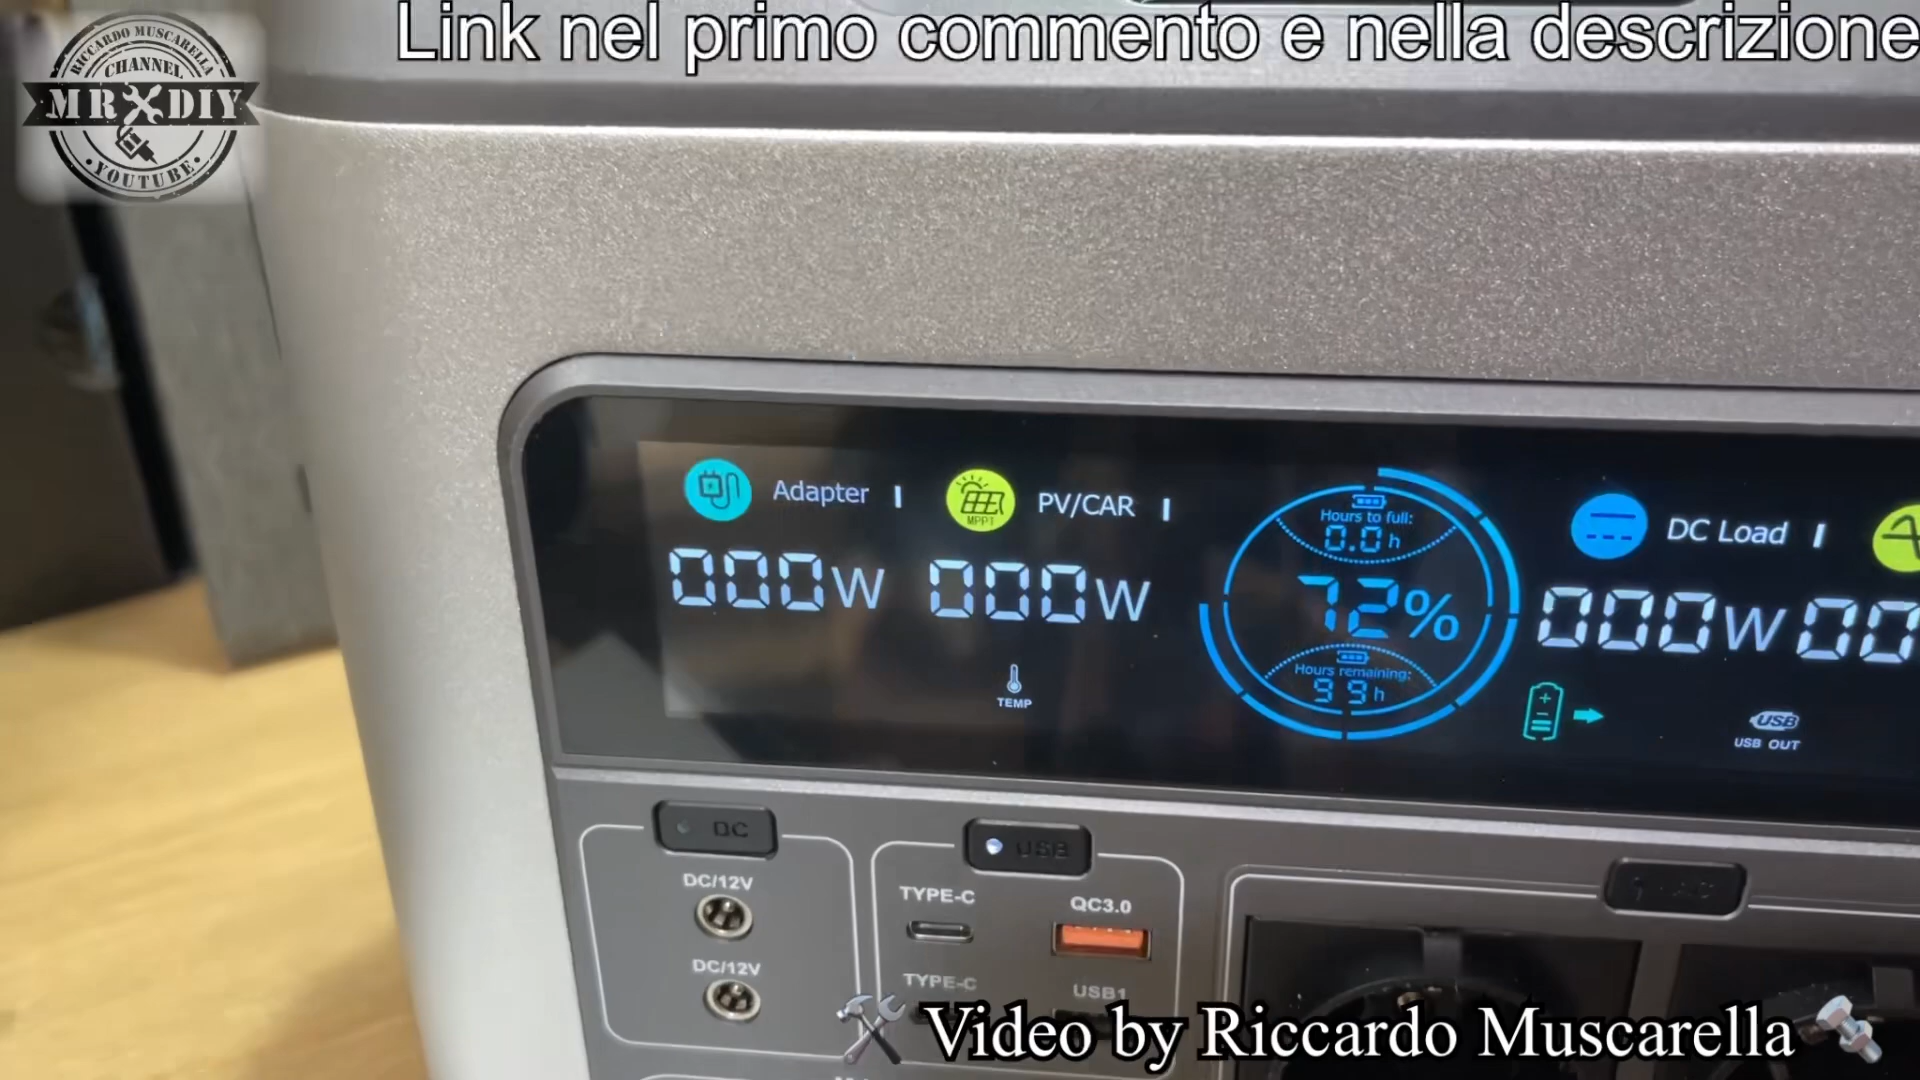 Link nel primo commento e nella descrizione
RICCARDO MUSCARELLA
CHANNEL
MR DIY
YOUTUBE
Adapter
PV/CAR
DC Load
MPPT
000W
000W
000W
00
Hours to full:
0.0h
72%
Hours remaining:
99h
TEMP
USB
USB OUT
DC
USB
AC
DC/12V
TYPE-C
QC3.0
DC/12V
TYPE-C
USB1
Video by Riccardo Muscarella